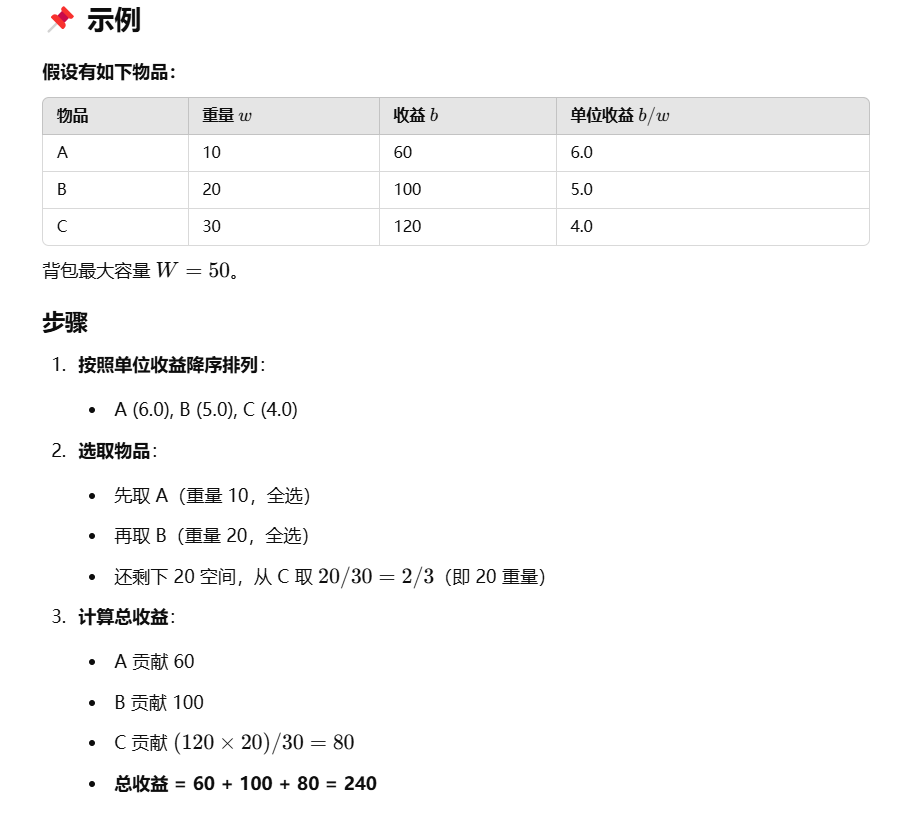 📌 示例
假设有如下物品：
物品 重量 w 收益 b 单位收益 b/w
A 10 60 6.0
B 20 100 5.0
C 30 120 4.0
背包最大容量 W = 50。
步骤
1. 按照单位收益降序排列：
• A (6.0), B (5.0), C (4.0)
2. 选取物品：
• 先取 A（重量 10，全选）
• 再取 B（重量 20，全选）
• 还剩下 20 空间，从 C 取 20/30 = 2/3（即 20 重量）
3. 计算总收益：
• A 贡献 60
• B 贡献 100
• C 贡献 (120 × 20)/30 = 80
• 总收益 = 60 + 100 + 80 = 240